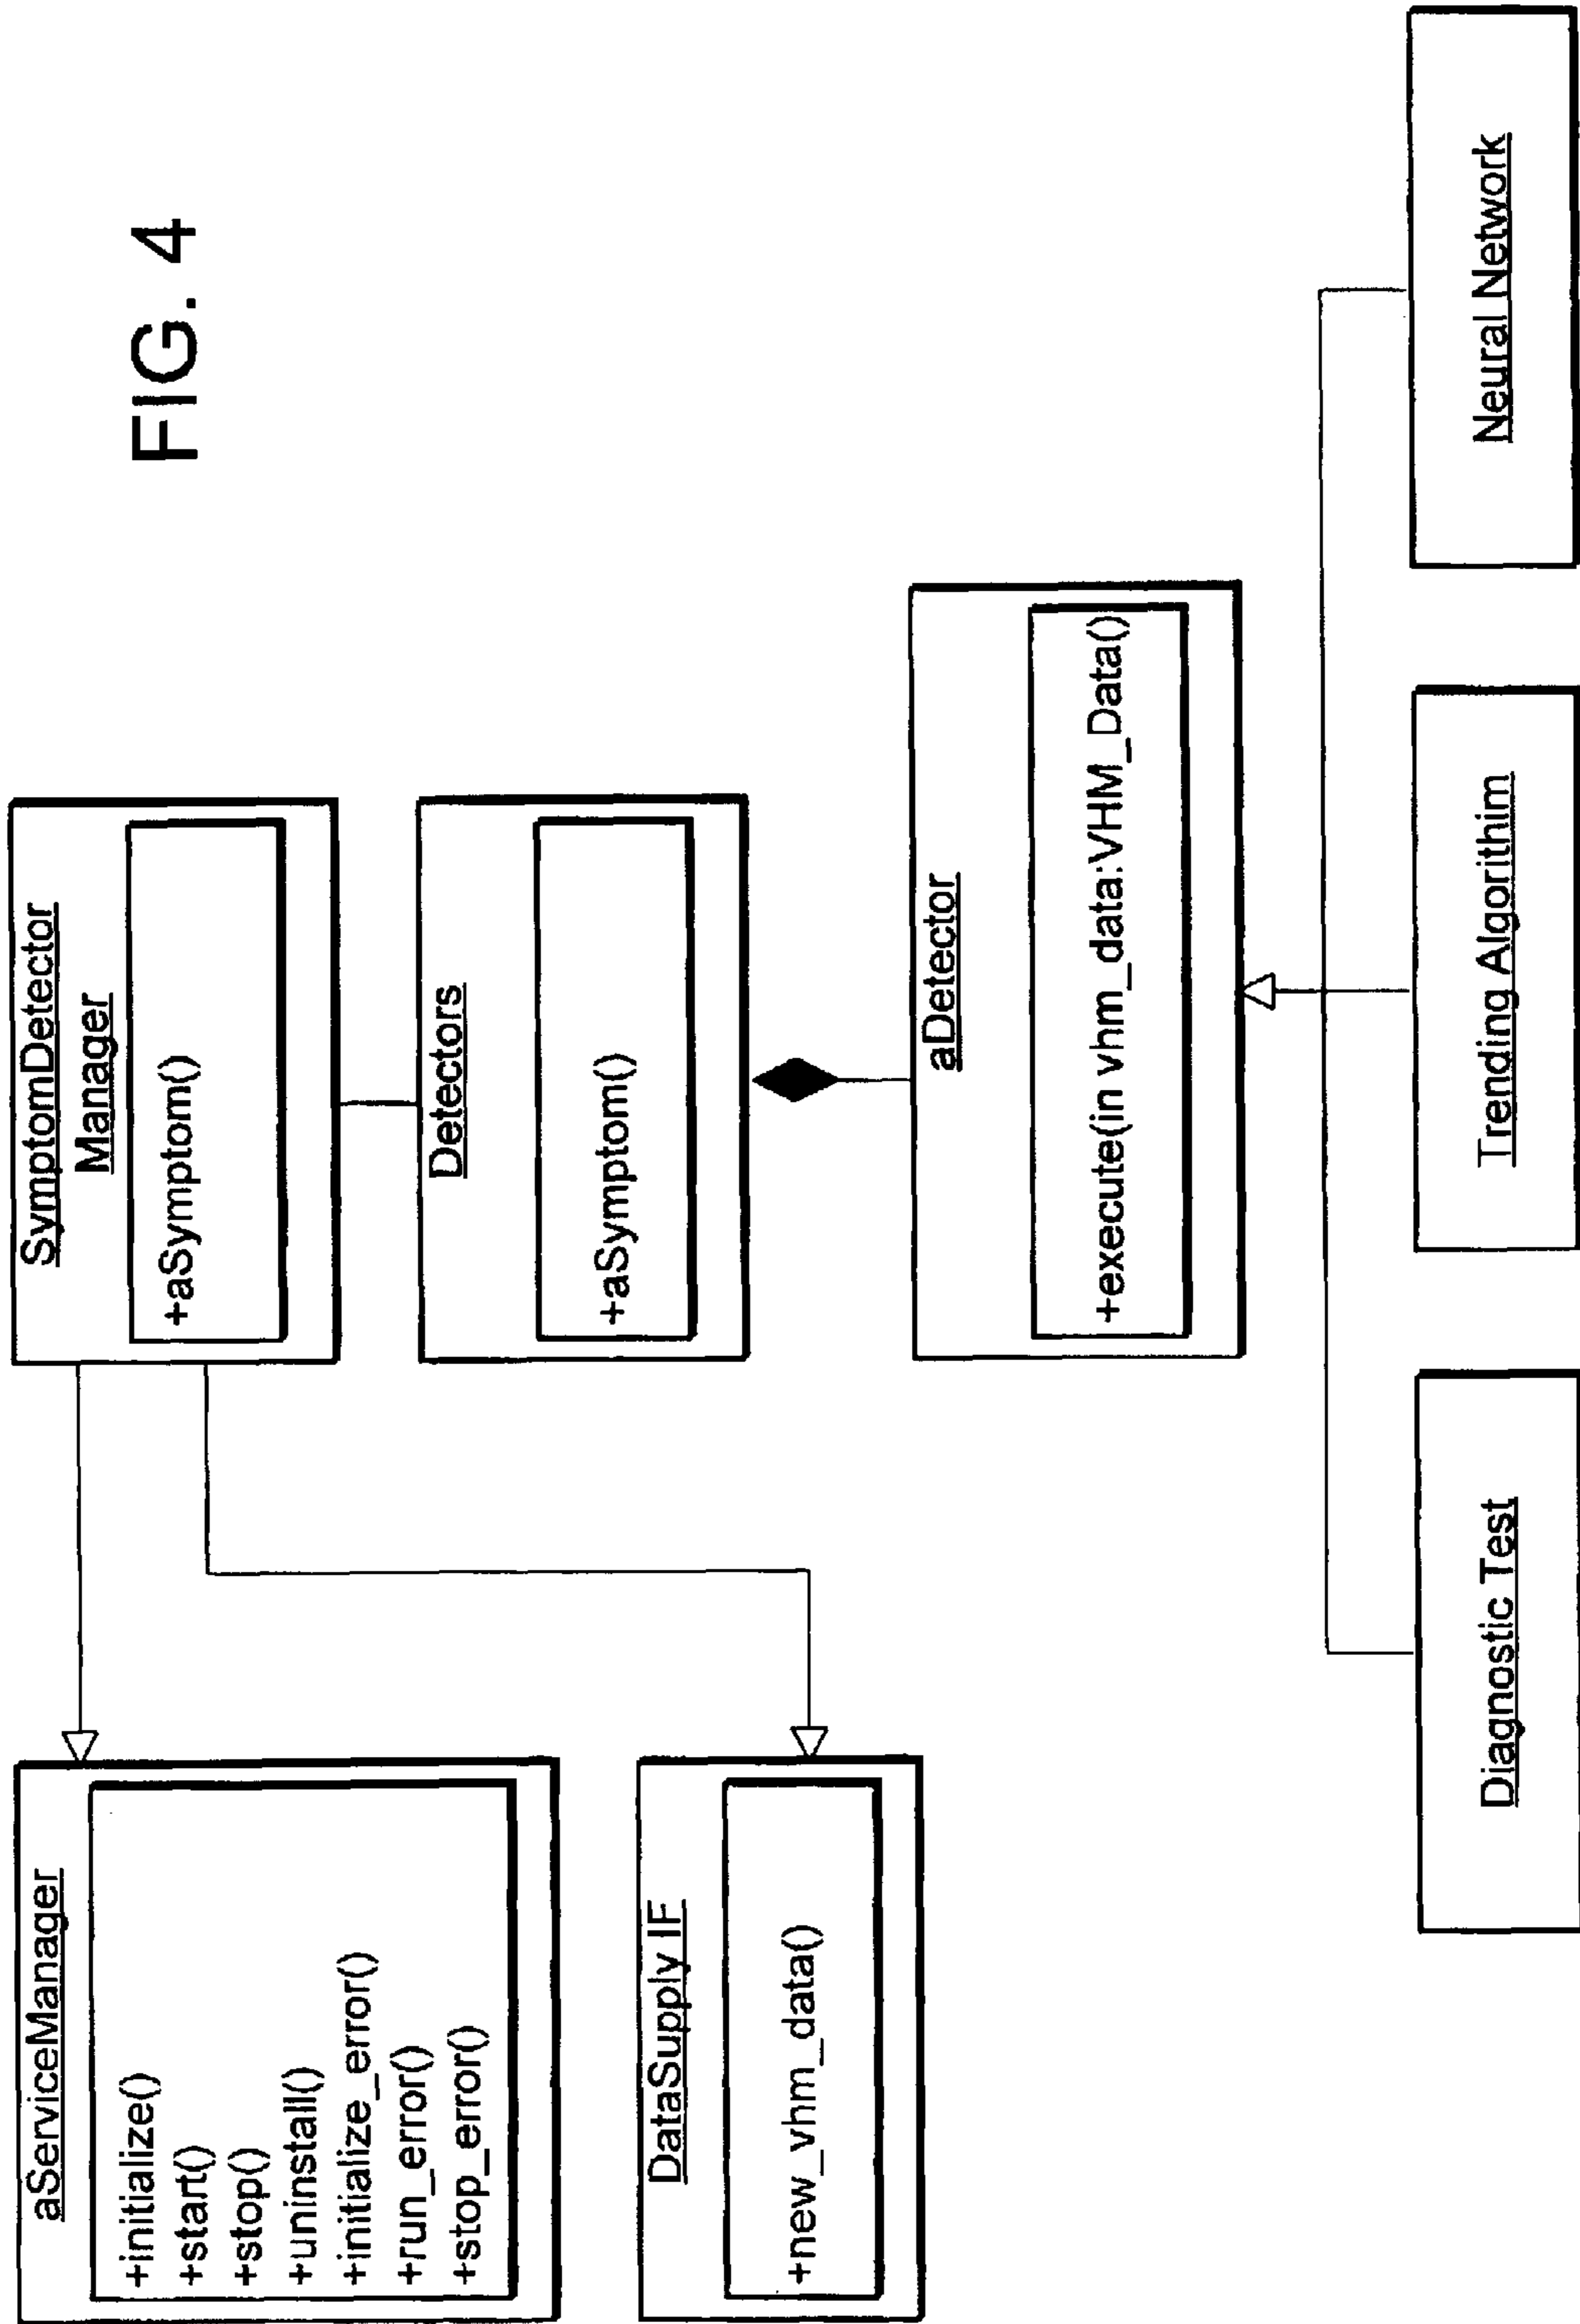 FIG. 4
aServiceManager
+initialize()
+start()
+stop()
+uninstall()
+initialize_error()
+run_error()
+stop_error()
SymptomDetector
Manager
+aSymptom()
DataSupply IF
+new_vhm_data()
Detectors
+aSymptom()
aDetector
+execute(in vhm_data:VHM_Data()
Diagnostic Test
Trending Algorithim
Neural Network